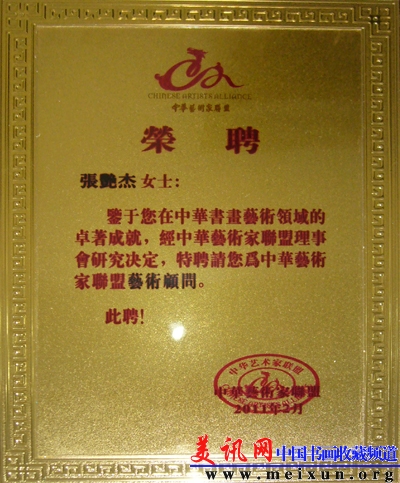 CHINESE ARTISTS ALLIANCE
中華藝術家聯盟
榮聘
張艷杰女士：
鑒于您在中華書畫藝術領域的
卓著成就，經中華藝術家聯盟理事
會研究決定，特聘請您爲中華藝術
家聯盟藝術顧問。
此聘！
中华艺术家联盟
中華藝術家聯盟
2011年2月
美讯网 中国书画收藏频道
www.meixun.org